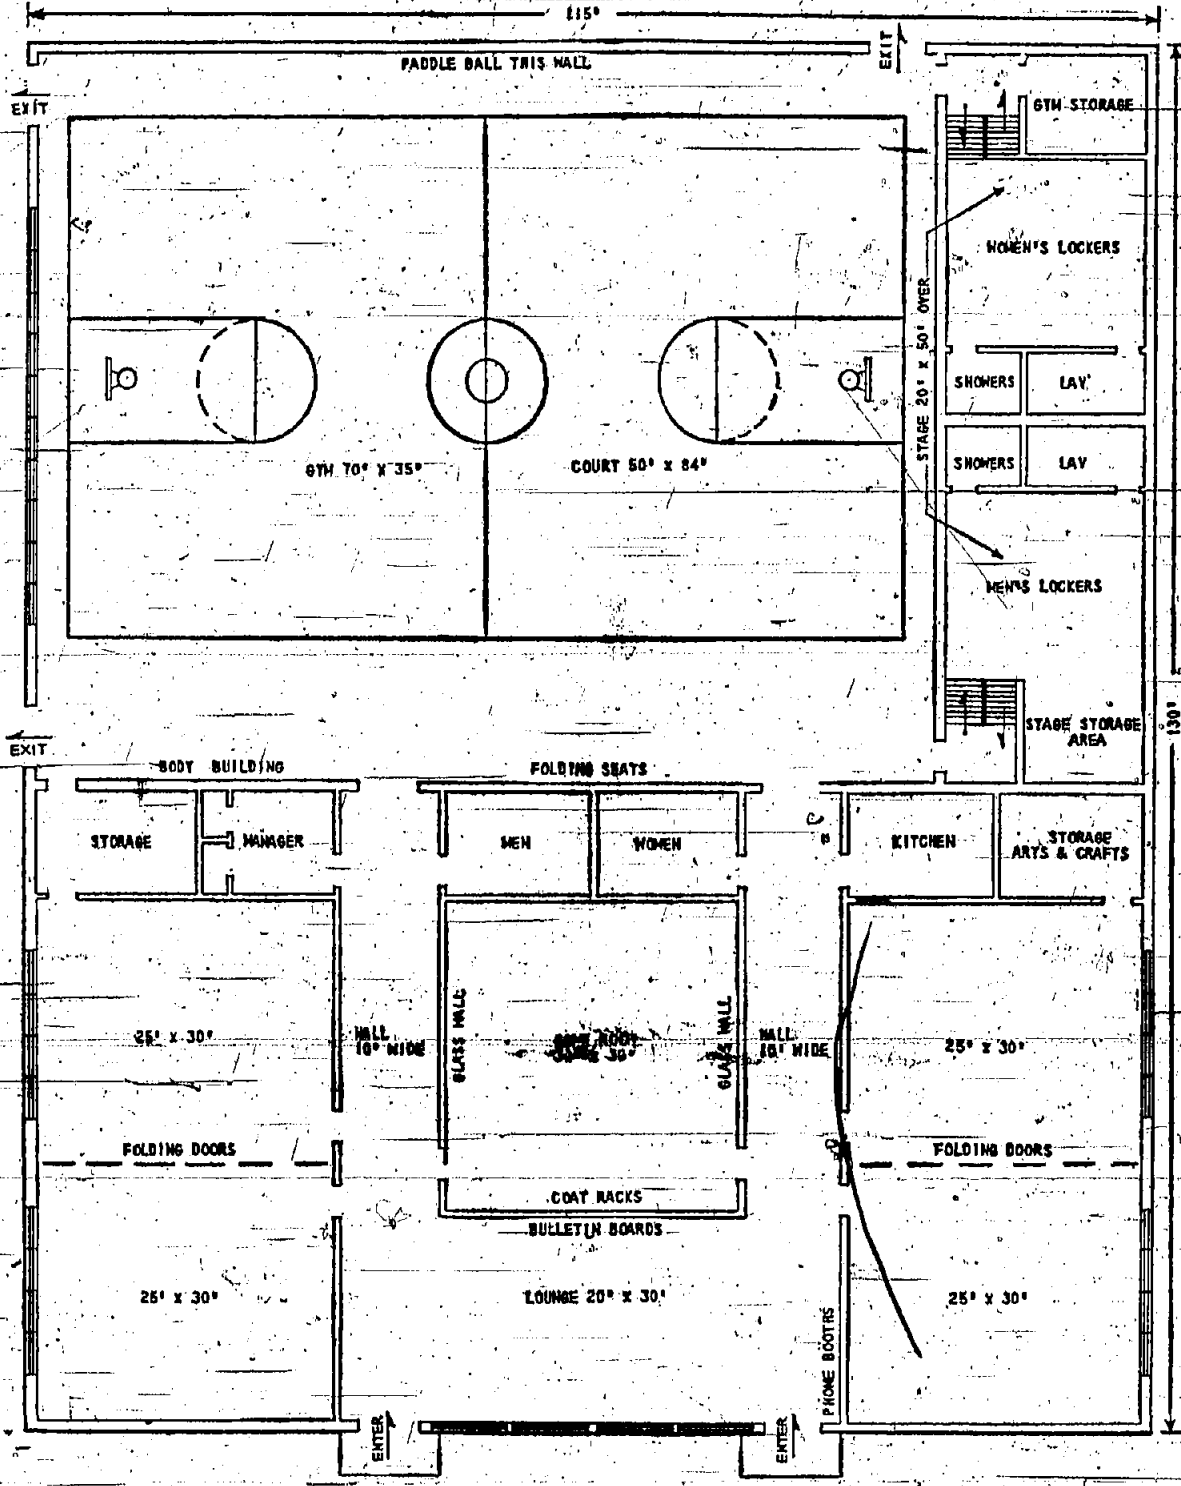 115'
EXIT
PADDLE BALL THIS WALL
EXIT
GYM STORAGE
WOMEN'S LOCKERS
STAGE 20' X 50' OVER
SHOWERS
LAV
SHOWERS
LAV
GYM 70' X 35'
COURT 50' X 84'
MEN'S LOCKERS
STAGE STORAGE
AREA
130'
EXIT
BODY BUILDING
FOLDING SEATS
STORAGE
MANAGER
MEN
WOMEN
KITCHEN
STORAGE
ARTS & CRAFTS
25' X 30'
HALL
10' WIDE
GLASS WALL
GLASS WALL
HALL
10' WIDE
25' X 30'
FOLDING DOORS
FOLDING DOORS
COAT RACKS
BULLETIN BOARDS
25' X 30'
LOUNGE 20' X 30'
25' X 30'
PHONE BOOTHS
ENTER
ENTER